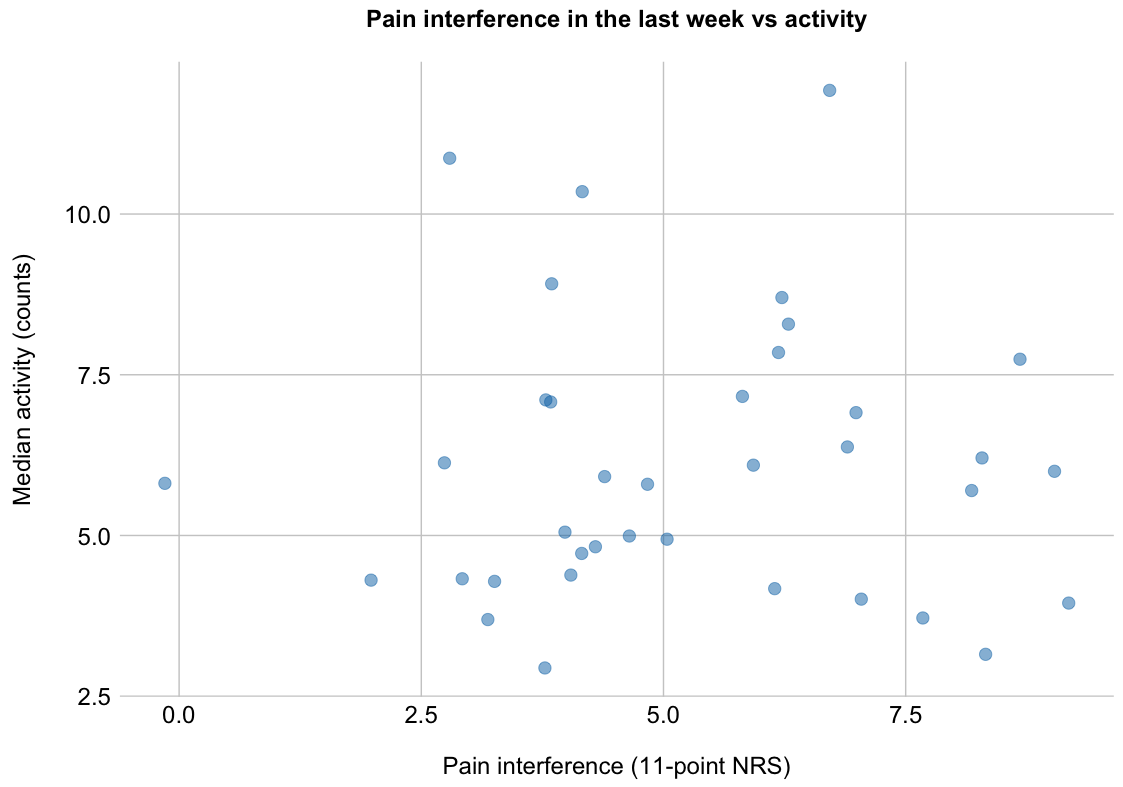 Pain interference in the last week vs activity
Median activity (counts)
10.0
7.5
5.0
2.5
0.0 2.5 5.0 7.5
Pain interference (11-point NRS)